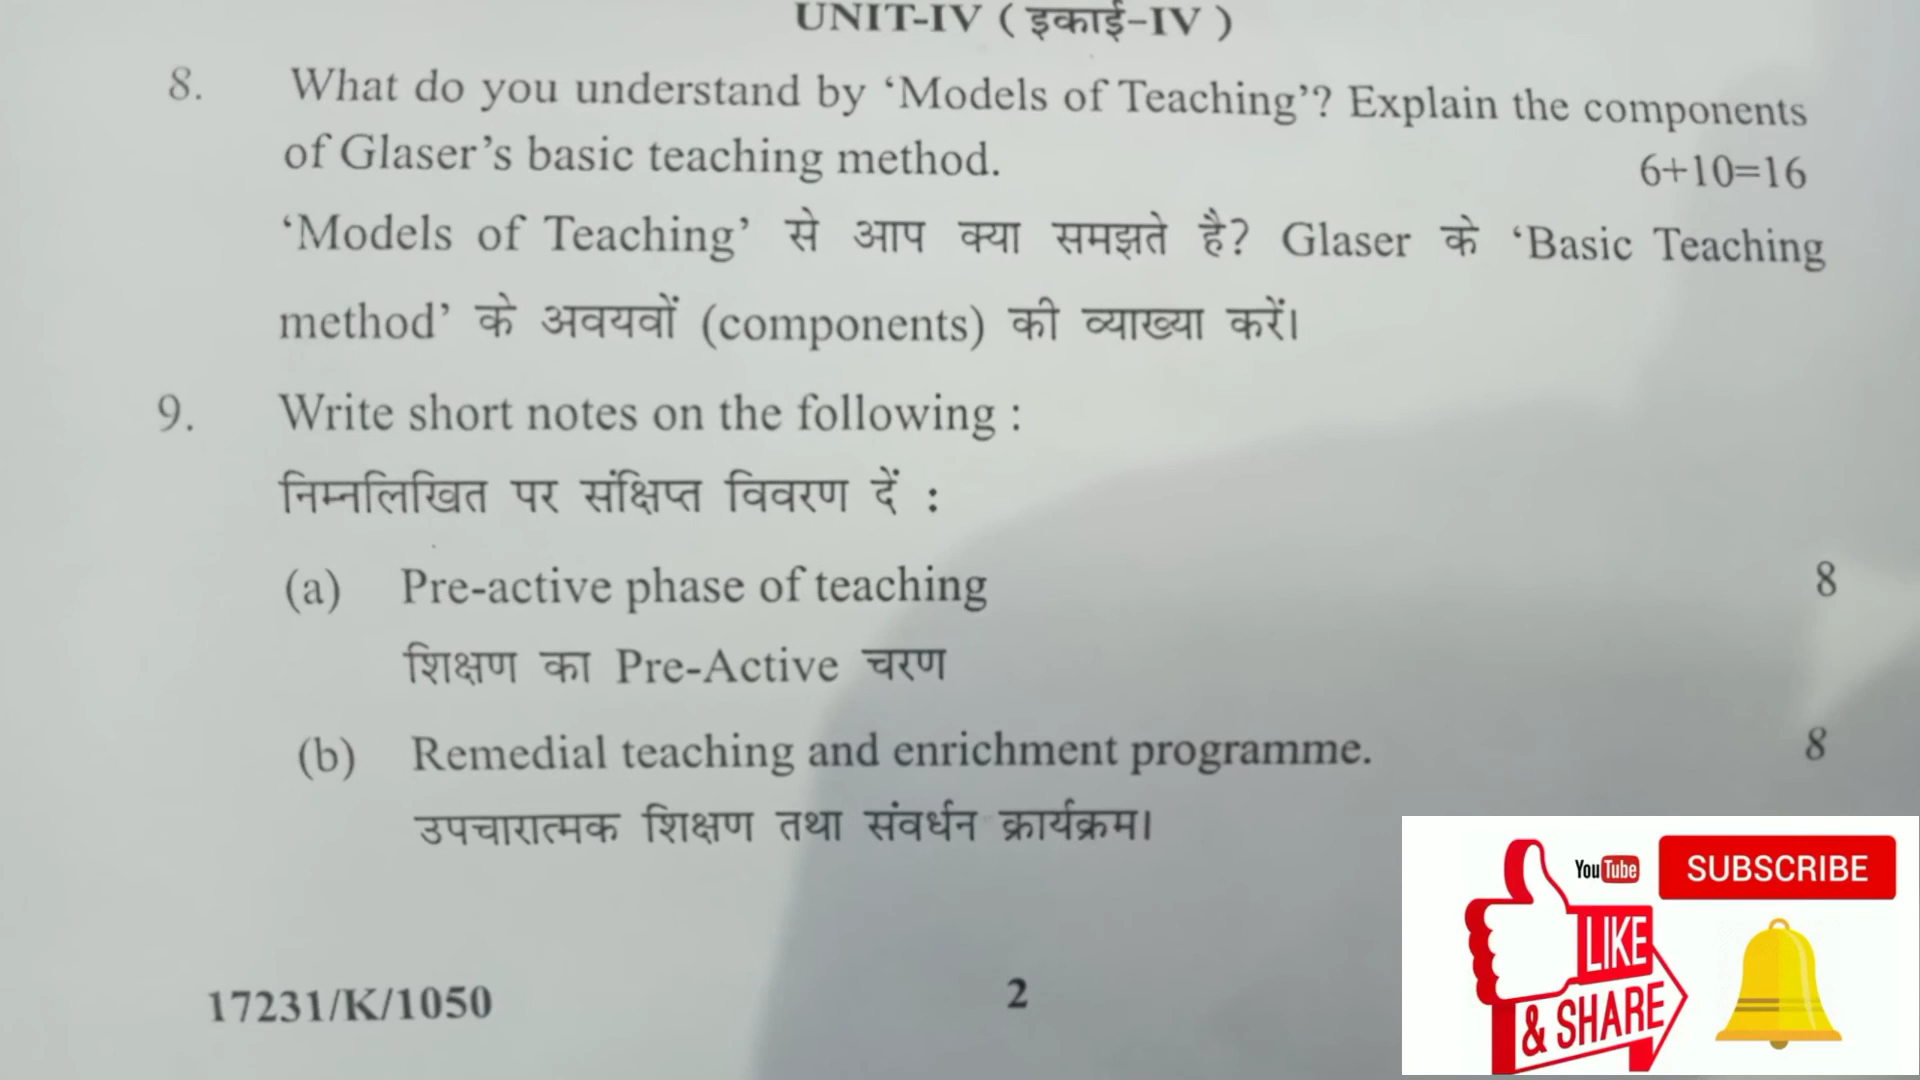 UNIT-IV ( इकाई-IV )
8. What do you understand by ‘Models of Teaching’? Explain the components
of Glaser’s basic teaching method. 6+10=16
‘Models of Teaching’ से आप क्या समझते है? Glaser के ‘Basic Teaching
method’ के अवयवों (components) की व्याख्या करें।
9. Write short notes on the following :
निम्नलिखित पर संक्षिप्त विवरण दें :
(a) Pre-active phase of teaching 8
शिक्षण का Pre-Active चरण
(b) Remedial teaching and enrichment programme. 8
उपचारात्मक शिक्षण तथा संवर्धन क्रार्यक्रम।
17231/K/1050 2
YouTube SUBSCRIBE
LIKE
& SHARE